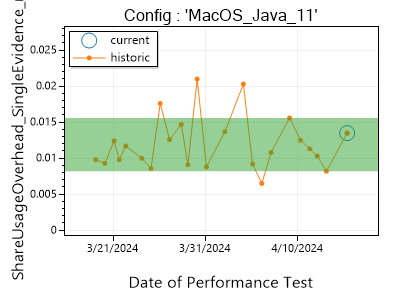 Config : 'MacOS_Java_11'
current
historic
0.025
0.02
0.015
0.01
0.005
0
ShareUsageOverhead_SingleEvidence_
3/21/2024
3/31/2024
4/10/2024
Date of Performance Test